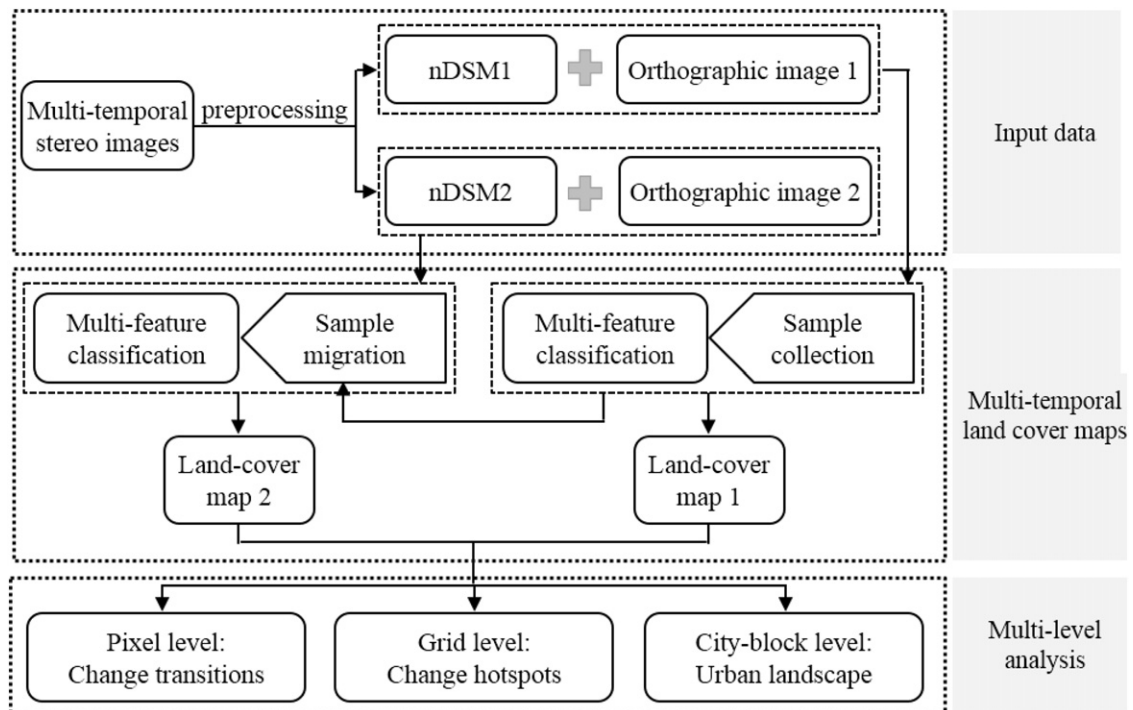 nDSM1
Orthographic image 1
Multi-temporal
stereo images
preprocessing
Input data
nDSM2
Orthographic image 2
Multi-feature
classification
Sample
migration
Multi-feature
classification
Sample
collection
Multi-temporal
land cover maps
Land-cover
map 2
Land-cover
map 1
Pixel level:
Change transitions
Grid level:
Change hotspots
City-block level:
Urban landscape
Multi-level
analysis